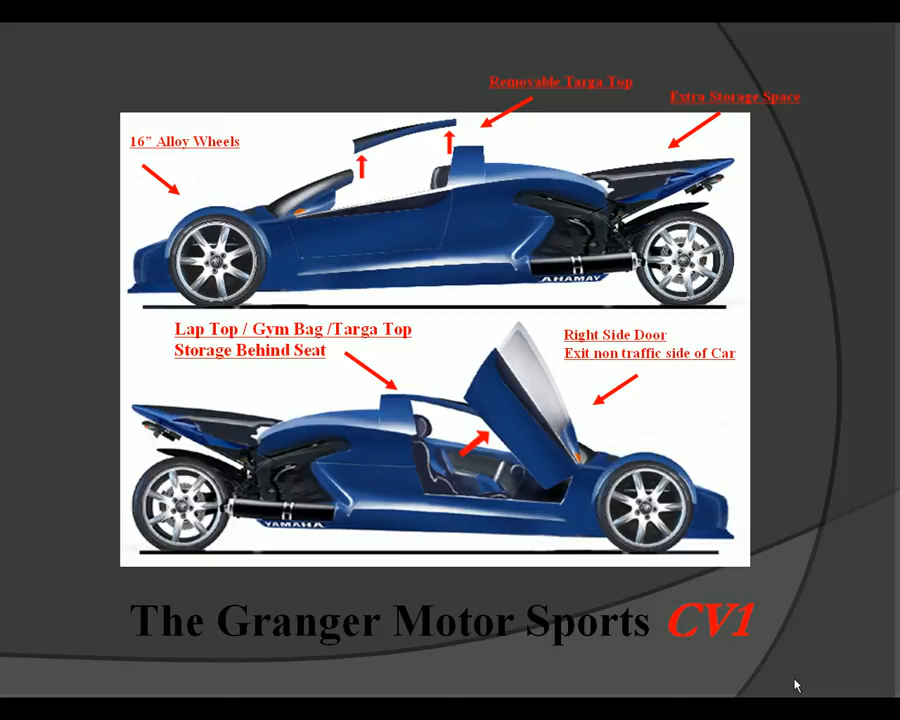 Removable Targa Top
Extra Storage Space
16" Alloy Wheels
AHAMAY
Lap Top / Gym Bag /Targa Top
Storage Behind Seat
Right Side Door
Exit non traffic side of Car
YAMAHA
The Granger Motor Sports CV1